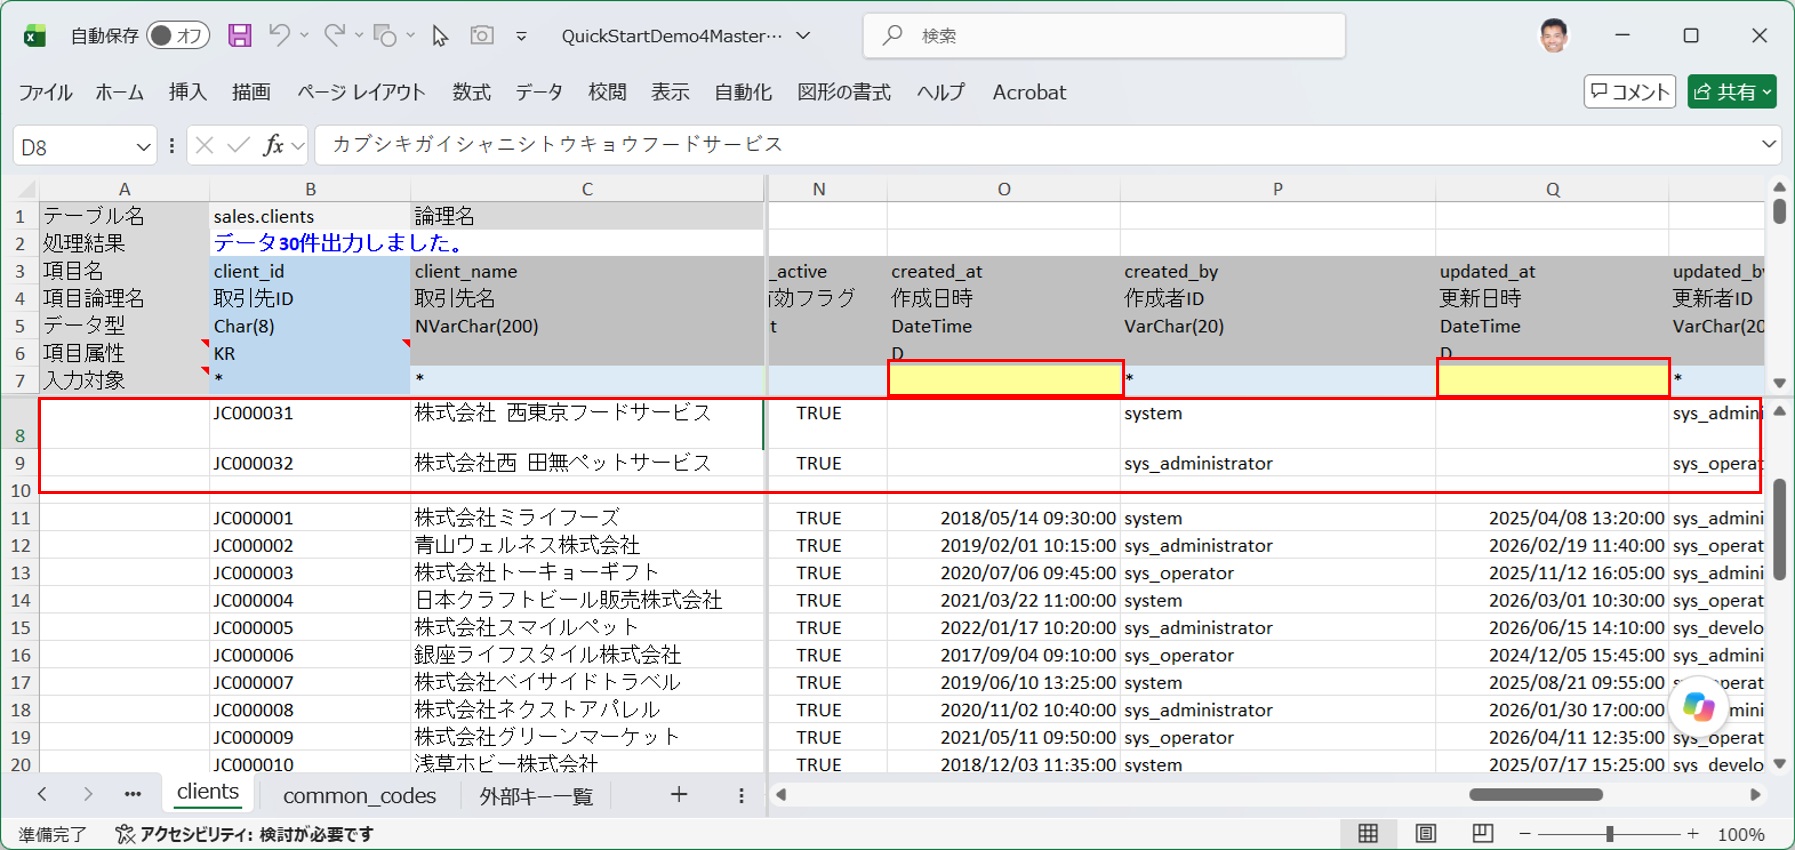 自動保存 オフ QuickStartDemo4Master… 検索
ファイル ホーム 挿入 描画 ページ レイアウト 数式 データ 校閲 表示 自動化 図形の書式 ヘルプ Acrobat コメント 共有
D8 fx カブシキガイシャニシトウキョウフードサービス
A B C N O P Q
1 テーブル名 sales.clients 論理名
2 処理結果 データ30件出力しました。
3 項目名 client_id client_name _active created_at created_by updated_at updated_by
4 項目論理名 取引先ID 取引先名 有効フラグ 作成日時 作成者ID 更新日時 更新者ID
5 データ型 Char(8) NVarChar(200) t DateTime VarChar(20) DateTime VarChar(20
6 項目属性 KR D D
7 入力対象 * * * *
8 JC000031 株式会社 西東京フードサービス TRUE system sys_admini
9 JC000032 株式会社西 田無ペットサービス TRUE sys_administrator sys_operat
10
11 JC000001 株式会社ミライフーズ TRUE 2018/05/14 09:30:00 system 2025/04/08 13:20:00 sys_admini
12 JC000002 青山ウェルネス株式会社 TRUE 2019/02/01 10:15:00 sys_administrator 2026/02/19 11:40:00 sys_operat
13 JC000003 株式会社トーキョーギフト TRUE 2020/07/06 09:45:00 sys_operator 2025/11/12 16:05:00 sys_admini
14 JC000004 日本クラフトビール販売株式会社 TRUE 2021/03/22 11:00:00 system 2026/03/01 10:30:00 sys_operat
15 JC000005 株式会社スマイルペット TRUE 2022/01/17 10:20:00 sys_administrator 2026/06/15 14:10:00 sys_develo
16 JC000006 銀座ライフスタイル株式会社 TRUE 2017/09/04 09:10:00 sys_operator 2024/12/05 15:45:00 sys_admini
17 JC000007 株式会社ベイサイドトラベル TRUE 2019/06/10 13:25:00 system 2025/08/21 09:55:00 sys_operat
18 JC000008 株式会社ネクストアパレル TRUE 2020/11/02 10:40:00 sys_administrator 2026/01/30 17:00:00 mini
19 JC000009 株式会社グリーンマーケット TRUE 2021/05/11 09:50:00 sys_operator 2026/04/11 12:35:00 sys_operat
20 JC000010 浅草ホビー株式会社 TRUE 2018/12/03 11:35:00 system 2025/07/17 15:25:00 sys_develo
clients common_codes 外部キー一覧
準備完了 アクセシビリティ: 検討が必要です 100%